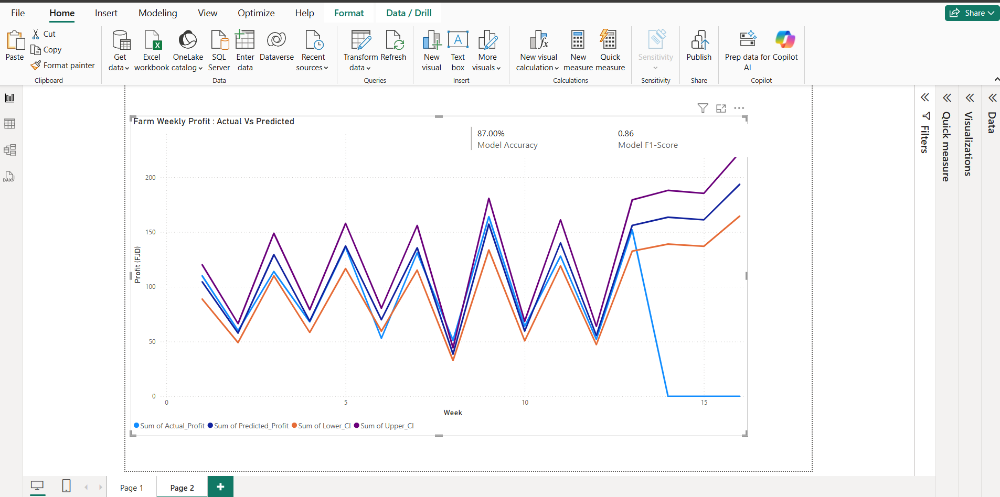 File
Home
Insert
Modeling
View
Optimize
Help
Format
Data / Drill
Share
Paste
Cut
Copy
Format painter
Clipboard
Get data
Excel workbook
OneLake catalog
SQL Server
Enter data
Dataverse
Recent sources
Data
Transform data
Refresh
Queries
New visual
A
Text box
More visuals
Insert
fx
New visual calculation
New measure
Quick measure
Calculations
Sensitivity
Sensitivity
Publish
Share
Prep data for AI
Copilot
Copilot
DAX
Farm Weekly Profit : Actual Vs Predicted
87.00%
Model Accuracy
0.86
Model F1-Score
Profit (FJD)
200
150
100
50
0
0
5
10
15
Week
Sum of Actual_Profit
Sum of Predicted_Profit
Sum of Lower_CI
Sum of Upper_CI
Filters
Quick measure
Visualizations
Data
Page 1
Page 2